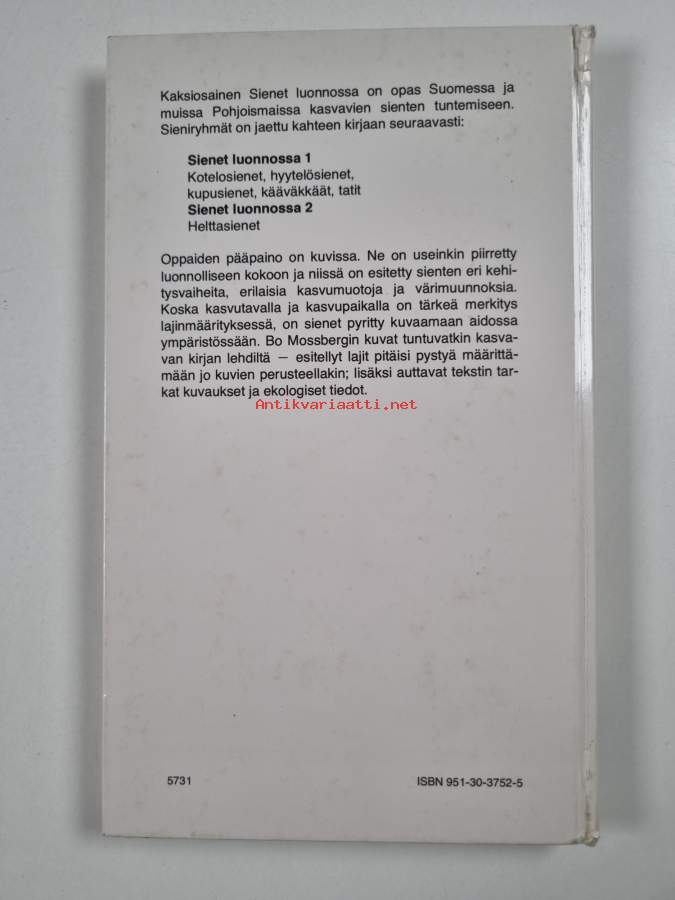 Kaksiosainen Sienet luonnossa on opas Suomessa ja
muissa Pohjoismaissa kasvavien sienten tuntemiseen.
Sieniryhmät on jaettu kahteen kirjaan seuraavasti:
Sienet luonnossa 1
Kotelosienet, hyytelösienet,
kupusienet, kääväkkäät, tatit
Sienet luonnossa 2
Helttasienet
Oppaiden pääpaino on kuvissa. Ne on useinkin piirretty
luonnolliseen kokoon ja niissä on esitetty sienten eri kehi-
tysvaiheita, erilaisia kasvumuotoja ja värimuunnoksia.
Koska kasvutavalla ja kasvupaikalla on tärkeä merkitys
lajinmäärityksessä, on sienet pyritty kuvaamaan aidossa
ympäristössään. Bo Mossbergin kuvat tuntuvatkin kasva-
van kirjan lehdiltä — esitellyt lajit pitäisi pystyä määrittä-
mään jo kuvien perusteellakin; lisäksi auttavat tekstin tar-
kat kuvaukset ja ekologiset tiedot.
Antikvariaatti.net
5731
ISBN 951-30-3752-5